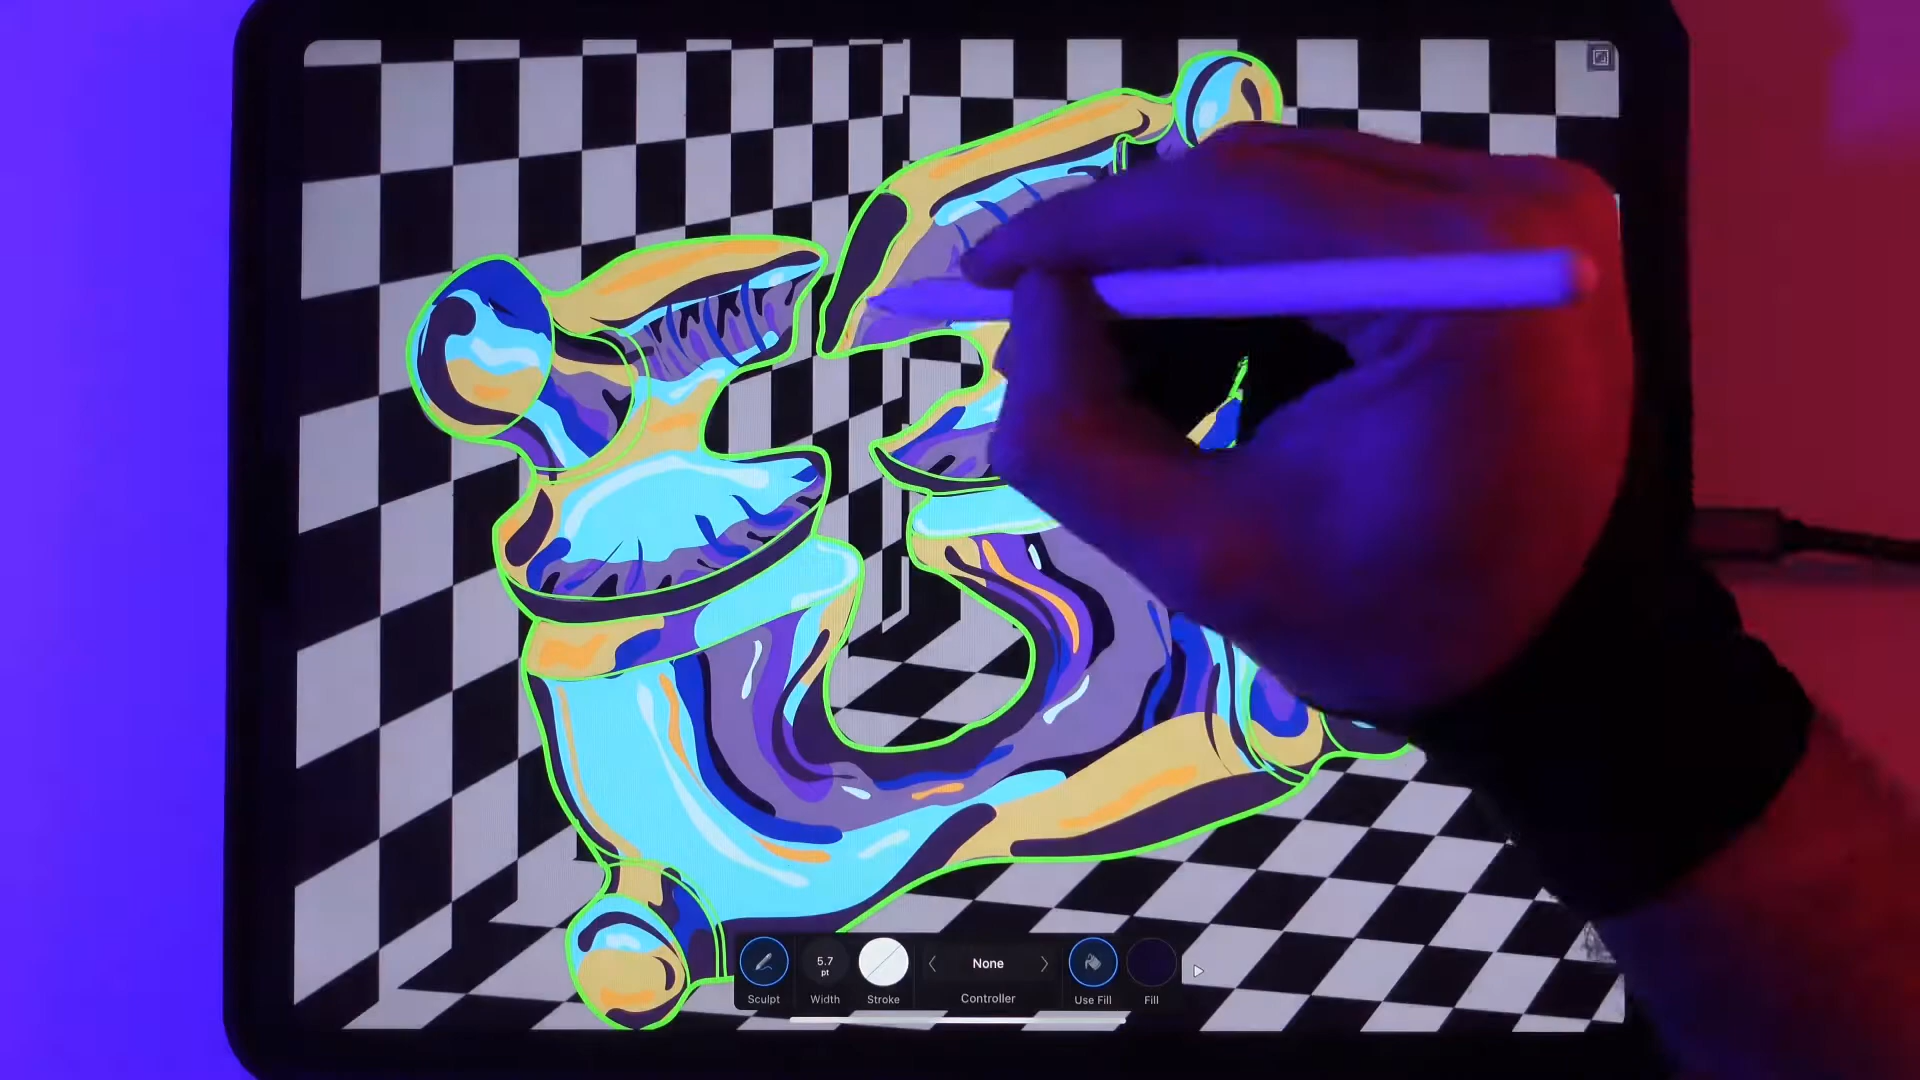 5.7
pt
None
Sculpt
Width
Stroke
Controller
Use Fill
Fill